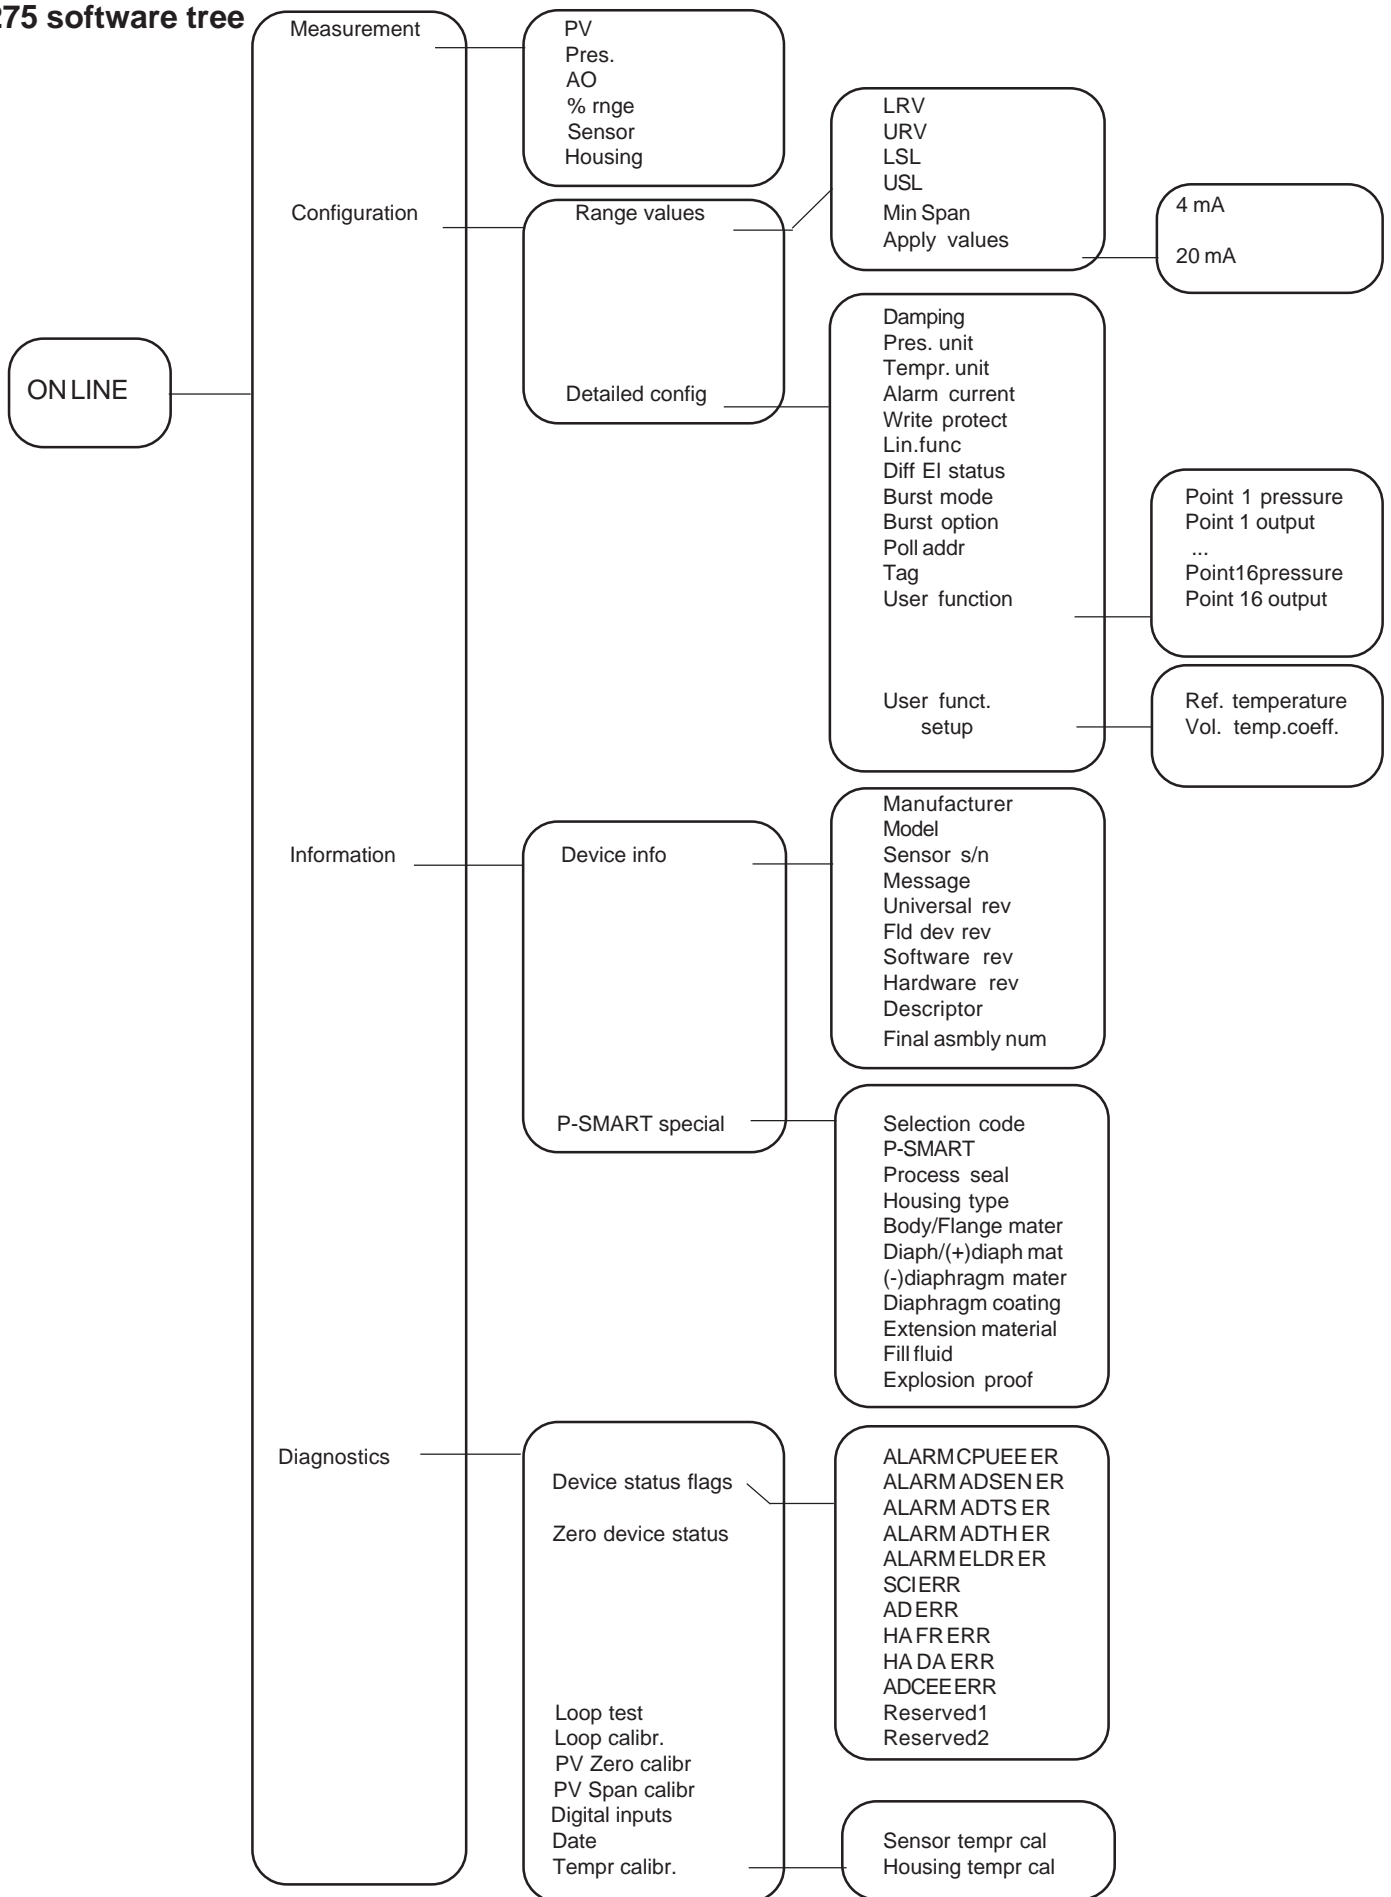 275 software tree
Measurement
PV
Pres.
AO
% rnge
Sensor
Housing
LRV
URV
LSL
USL
Min Span
Apply values
4 mA
20 mA
Configuration
Range values
Detailed config
ON LINE
Damping
Pres. unit
Tempr. unit
Alarm current
Write protect
Lin.func
Diff El status
Burst mode
Burst option
Poll addr
Tag
User function
User funct.
setup
Point 1 pressure
Point 1 output
...
Point16pressure
Point 16 output
Ref. temperature
Vol. temp.coeff.
Information
Device info
P-SMART special
Manufacturer
Model
Sensor s/n
Message
Universal rev
Fld dev rev
Software rev
Hardware rev
Descriptor
Final asmbly num
Selection code
P-SMART
Process seal
Housing type
Body/Flange mater
Diaph/(+)diaph mat
(-)diaphragm mater
Diaphragm coating
Extension material
Fill fluid
Explosion proof
Diagnostics
Device status flags
Zero device status
Loop test
Loop calibr.
PV Zero calibr
PV Span calibr
Digital inputs
Date
Tempr calibr.
ALARM CPUEE ER
ALARM ADSEN ER
ALARM ADTS ER
ALARM ADTH ER
ALARM ELDR ER
SCI ERR
AD ERR
HA FR ERR
HA DA ERR
ADCEE ERR
Reserved1
Reserved2
Sensor tempr cal
Housing tempr cal